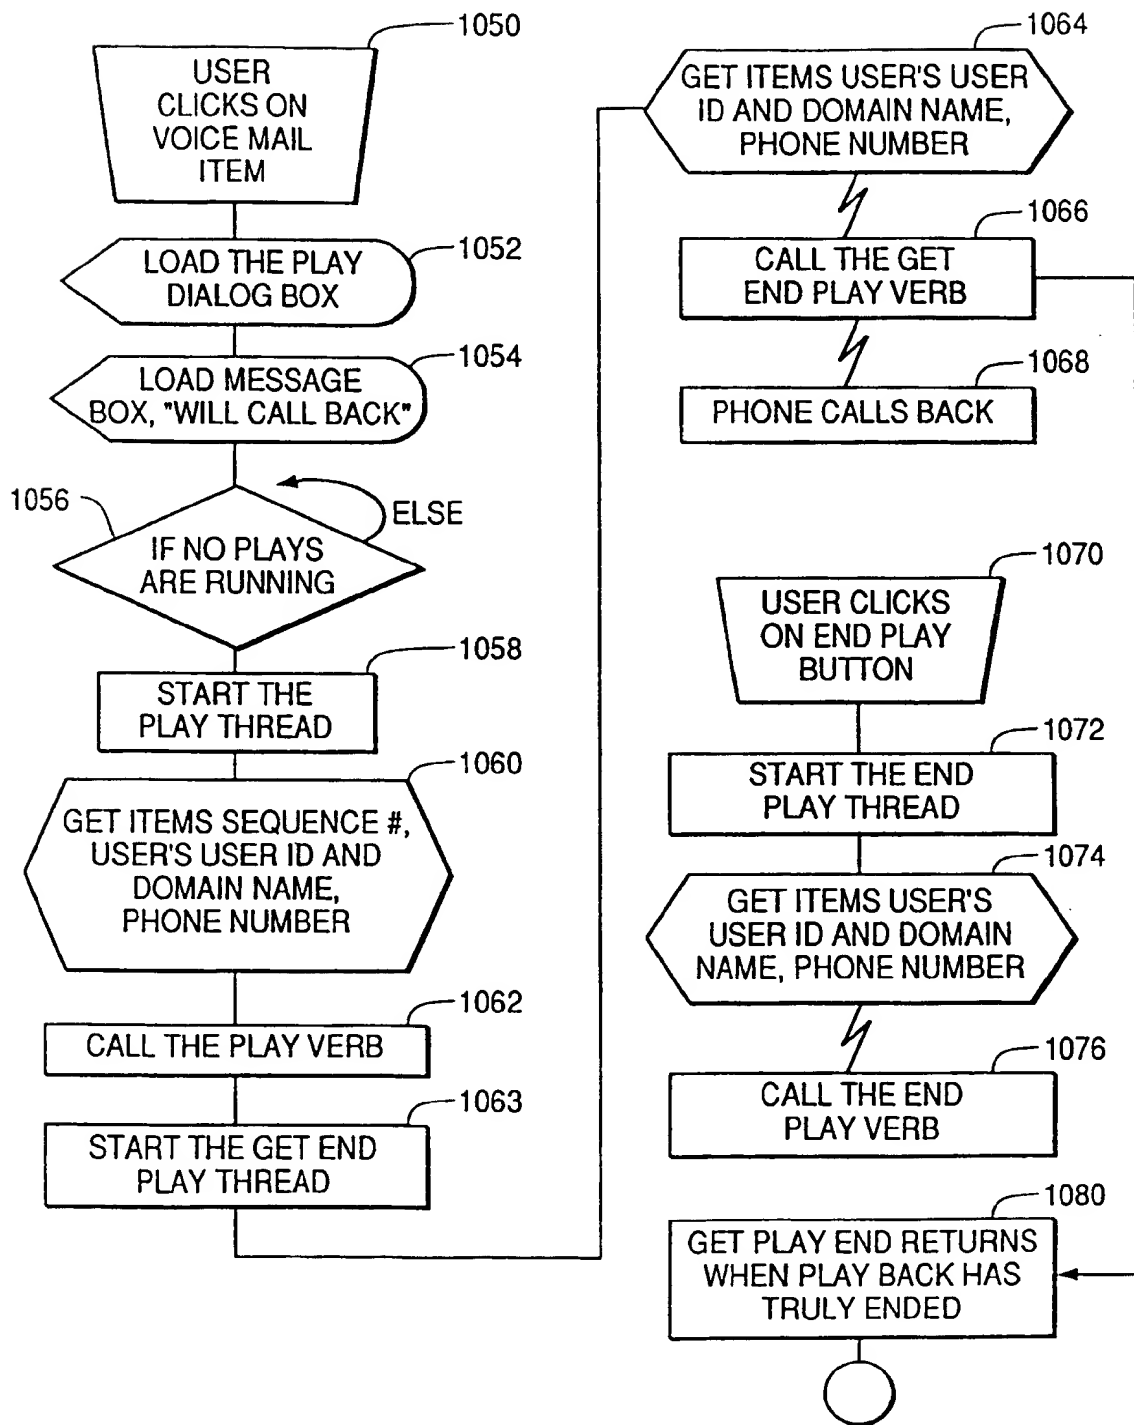 1050
USER
CLICKS ON
VOICE MAIL
ITEM
1052
LOAD THE PLAY
DIALOG BOX
1054
LOAD MESSAGE
BOX, "WILL CALL BACK"
1056
ELSE
IF NO PLAYS
ARE RUNNING
1058
START THE
PLAY THREAD
1060
GET ITEMS SEQUENCE #,
USER'S USER ID AND
DOMAIN NAME,
PHONE NUMBER
1062
CALL THE PLAY VERB
1063
START THE GET END
PLAY THREAD
1064
GET ITEMS USER'S USER
ID AND DOMAIN NAME,
PHONE NUMBER
1066
CALL THE GET
END PLAY VERB
1068
PHONE CALLS BACK
1070
USER CLICKS
ON END PLAY
BUTTON
1072
START THE END
PLAY THREAD
1074
GET ITEMS USER'S
USER ID AND DOMAIN
NAME, PHONE NUMBER
1076
CALL THE END
PLAY VERB
1080
GET PLAY END RETURNS
WHEN PLAY BACK HAS
TRULY ENDED